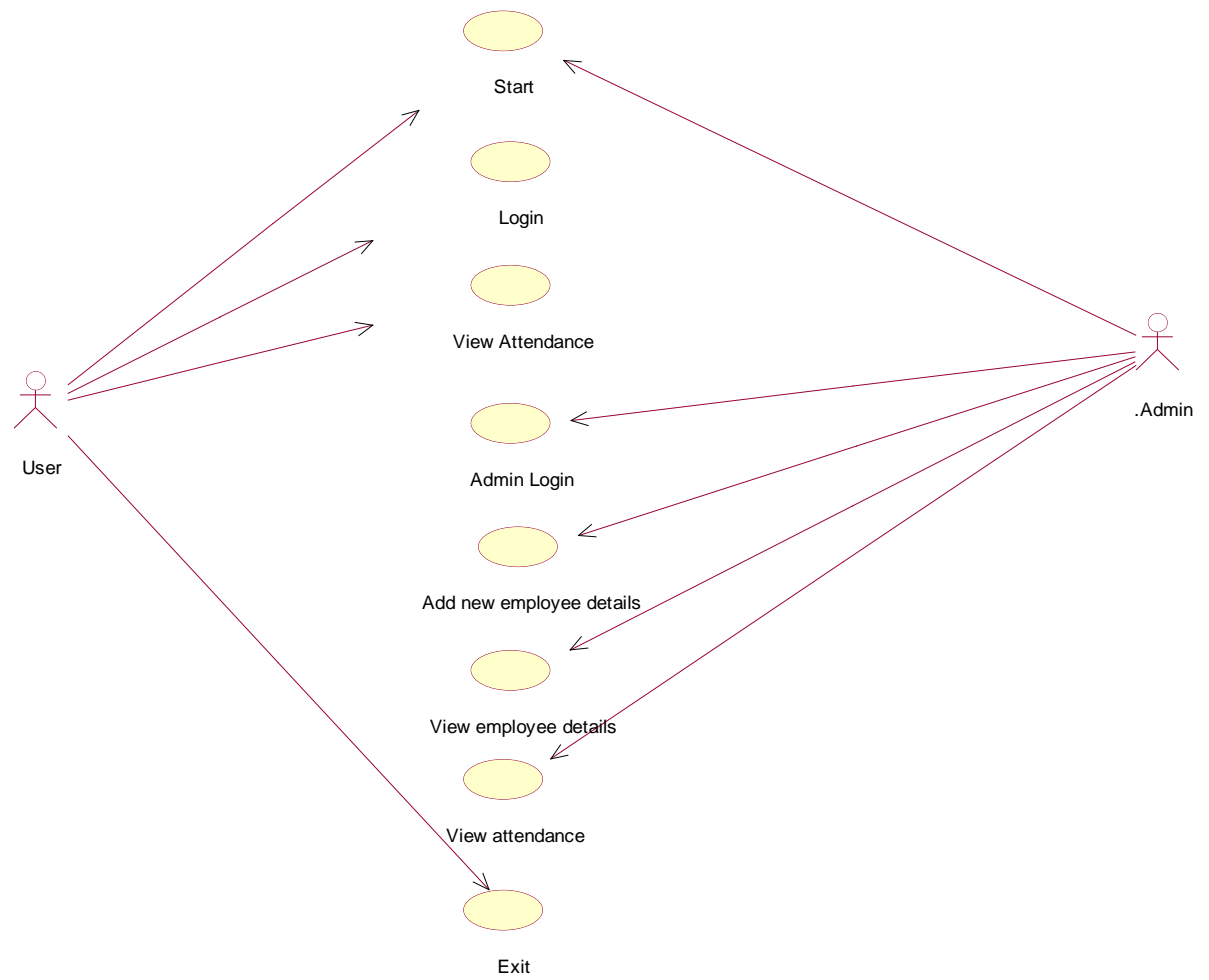 Start
Login
View Attendance
.Admin
User
Admin Login
Add new employee details
View employee details
View attendance
Exit